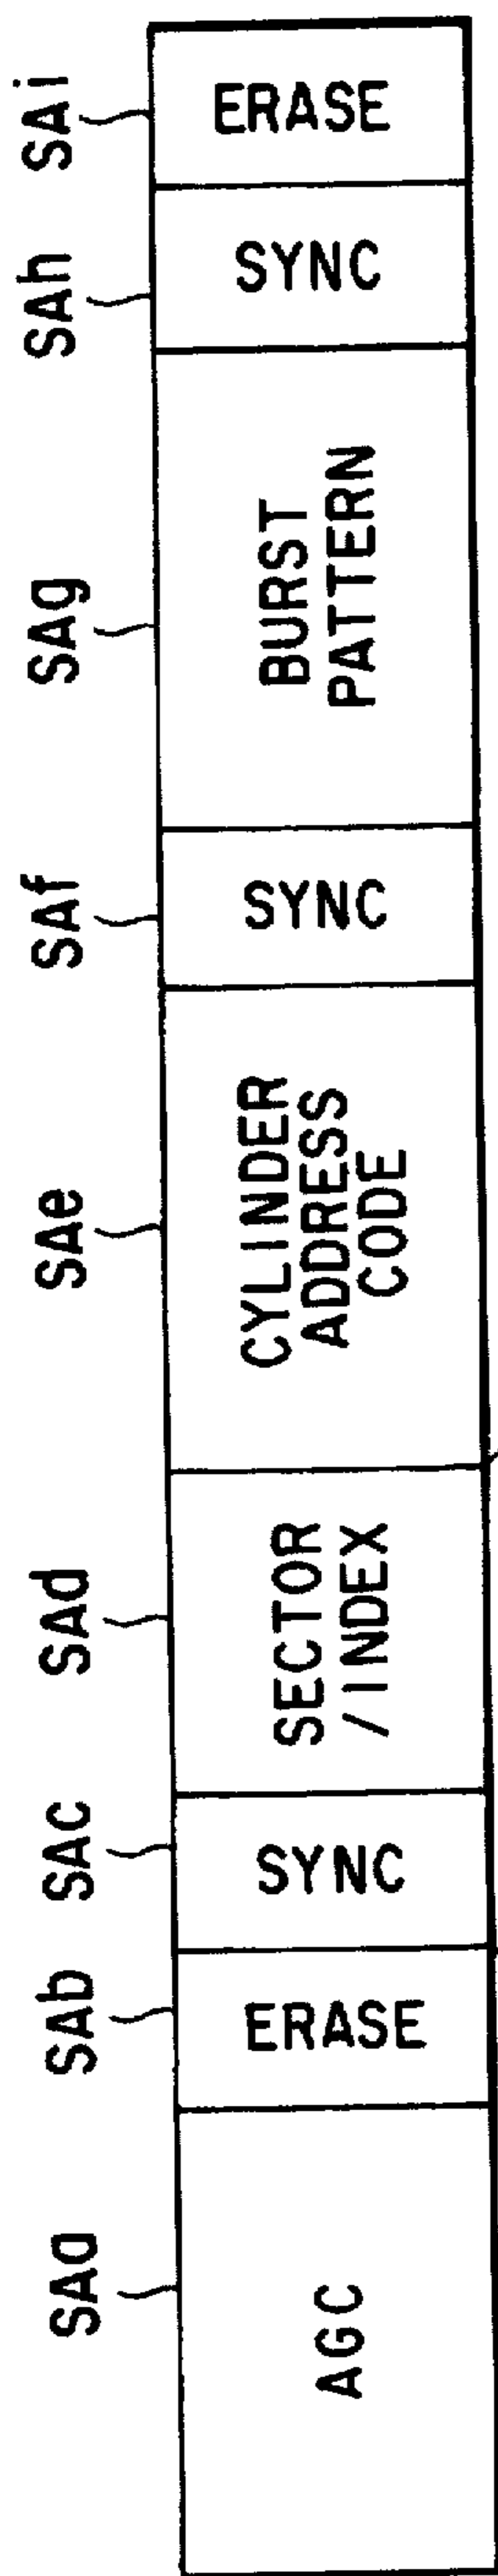 SAa
SAb
SAc
SAd
SAe
SAf
SAg
SAh
SAi
AGC
ERASE
SYNC
SECTOR
/INDEX
CYLINDER
ADDRESS
CODE
SYNC
BURST
PATTERN
SYNC
ERASE